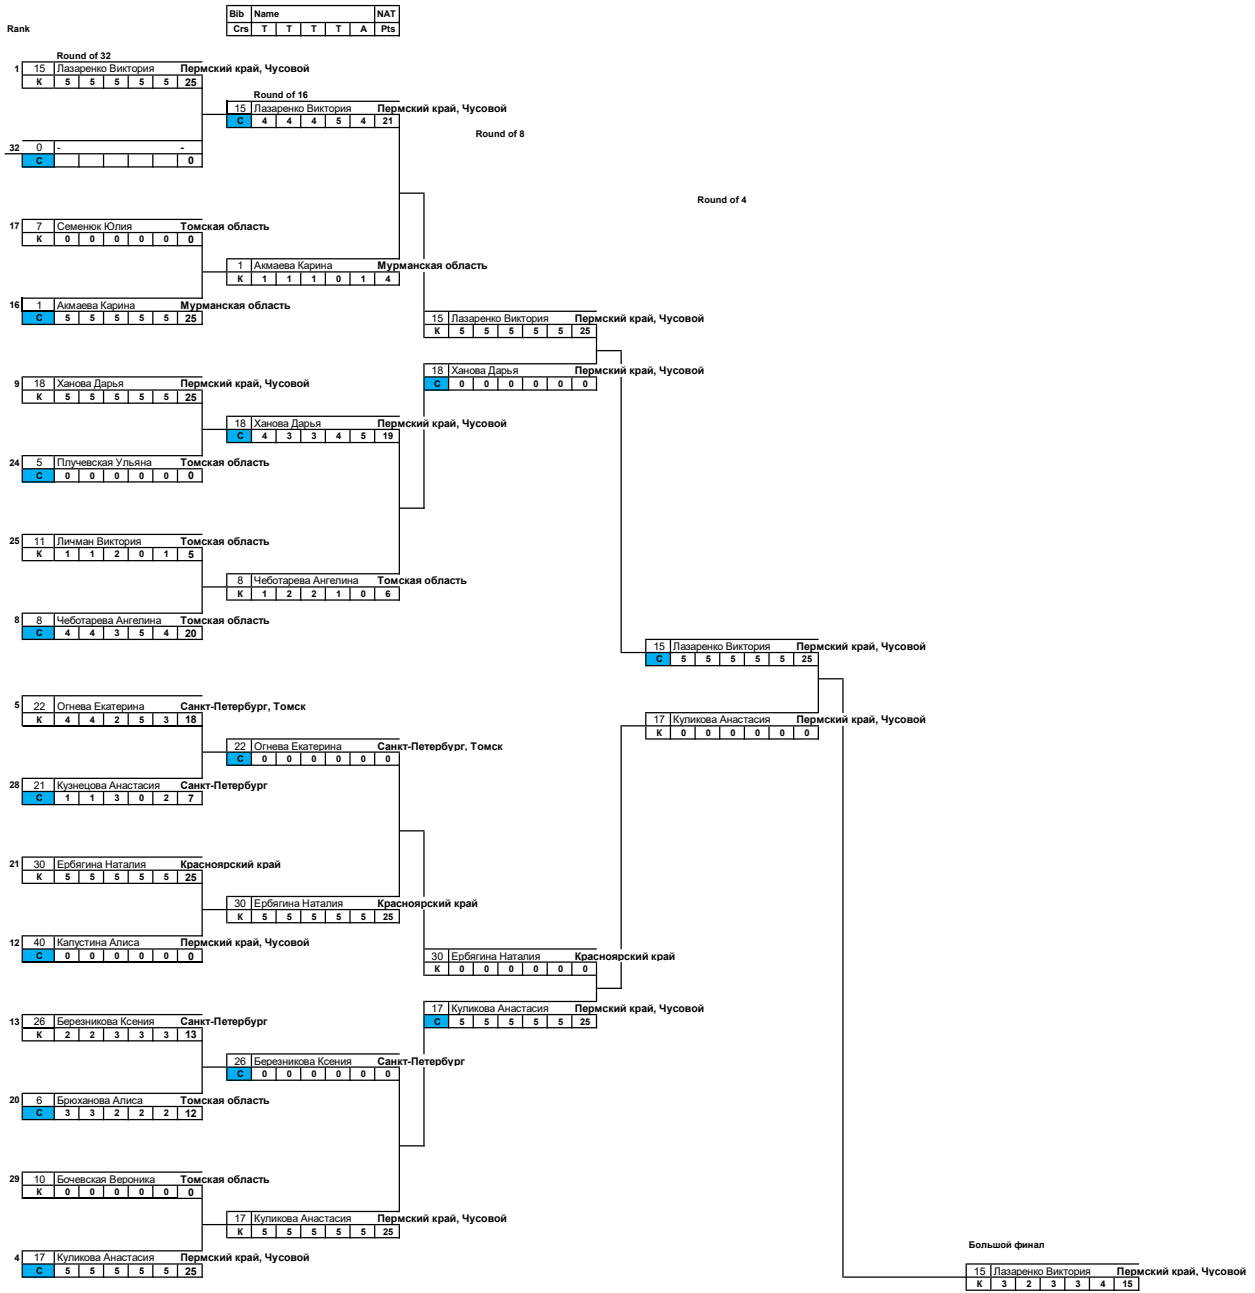 Bib Name NAT
Rank Crs T T T T A Pts
Round of 32
1 15 Лазаренко Виктория Пермский край, Чусовой
К 5 5 5 5 5 25
Round of 16
15 Лазаренко Виктория Пермский край, Чусовой
С 4 4 4 5 4 21
Round of 8
32 0 - -
С 0
Round of 4
17 7 Семенюк Юлия Томская область
К 0 0 0 0 0 0
1 Акмаева Карина Мурманская область
К 1 1 1 0 1 4
16 1 Акмаева Карина Мурманская область
С 5 5 5 5 5 25
15 Лазаренко Виктория Пермский край, Чусовой
К 5 5 5 5 5 25
18 Ханова Дарья Пермский край, Чусовой
С 0 0 0 0 0 0
9 18 Ханова Дарья Пермский край, Чусовой
К 5 5 5 5 5 25
18 Ханова Дарья Пермский край, Чусовой
С 4 3 3 4 5 19
24 5 Плучевская Ульяна Томская область
С 0 0 0 0 0 0
25 11 Личман Виктория Томская область
К 1 1 2 0 1 5
8 Чеботарева Ангелина Томская область
К 1 2 2 1 0 6
8 8 Чеботарева Ангелина Томская область
С 4 4 3 5 4 20
15 Лазаренко Виктория Пермский край, Чусовой
С 5 5 5 5 5 25
5 22 Огнева Екатерина Санкт-Петербург, Томск
К 4 4 2 5 3 18
17 Куликова Анастасия Пермский край, Чусовой
К 0 0 0 0 0 0
22 Огнева Екатерина Санкт-Петербург, Томск
С 0 0 0 0 0 0
28 21 Кузнецова Анастасия Санкт-Петербург
С 1 1 3 0 2 7
21 30 Ербягина Наталия Красноярский край
К 5 5 5 5 5 25
30 Ербягина Наталия Красноярский край
К 5 5 5 5 5 25
12 40 Капустина Алиса Пермский край, Чусовой
С 0 0 0 0 0 0
30 Ербягина Наталия Красноярский край
К 0 0 0 0 0 0
17 Куликова Анастасия Пермский край, Чусовой
С 5 5 5 5 5 25
13 26 Березникова Ксения Санкт-Петербург
К 2 2 3 3 3 13
26 Березникова Ксения Санкт-Петербург
С 0 0 0 0 0 0
20 6 Брюханова Алиса Томская область
С 3 3 2 2 2 12
29 10 Бочевская Вероника Томская область
К 0 0 0 0 0 0
17 Куликова Анастасия Пермский край, Чусовой
К 5 5 5 5 5 25
Большой финал
4 17 Куликова Анастасия Пермский край, Чусовой
С 5 5 5 5 5 25
15 Лазаренко Виктория Пермский край, Чусовой
К 3 2 3 3 4 15